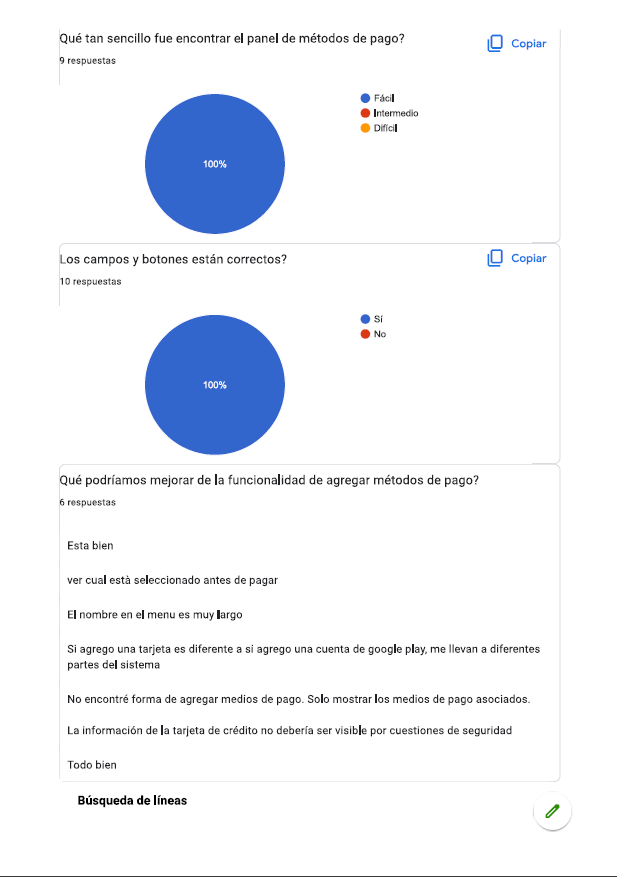 Qué tan sencillo fue encontrar el panel de métodos de pago?
Copiar
9 respuestas
Fácil
Intermedio
Difícil
100%
Los campos y botones están correctos?
Copiar
10 respuestas
Sí
No
100%
Qué podríamos mejorar de la funcionalidad de agregar métodos de pago?
6 respuestas
Esta bien
ver cual està seleccionado antes de pagar
El nombre en el menu es muy largo
Si agrego una tarjeta es diferente a si agrego una cuenta de google play, me llevan a diferentes
partes del sistema
No encontré forma de agregar medios de pago. Solo mostrar los medios de pago asociados.
La información de la tarjeta de crédito no debería ser visible por cuestiones de seguridad
Todo bien
Búsqueda de líneas